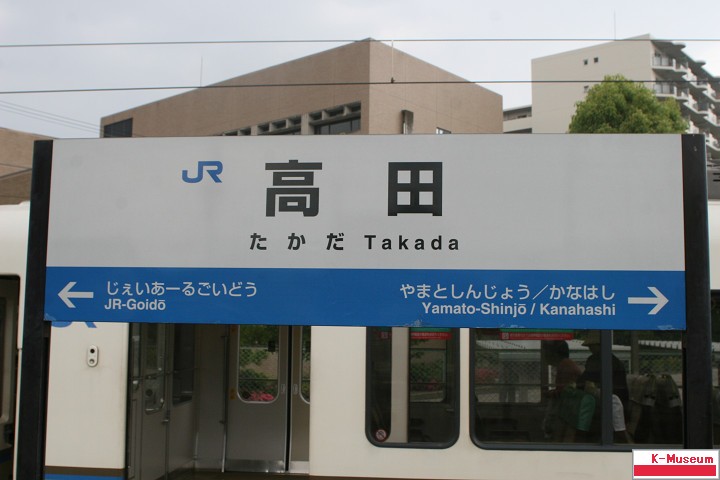 JR 高田
たかだ Takada
じぇいあーるごいどう
JR-Goidō
やまとしんじょう／かなはし
Yamato-Shinjō / Kanahashi
K-Museum